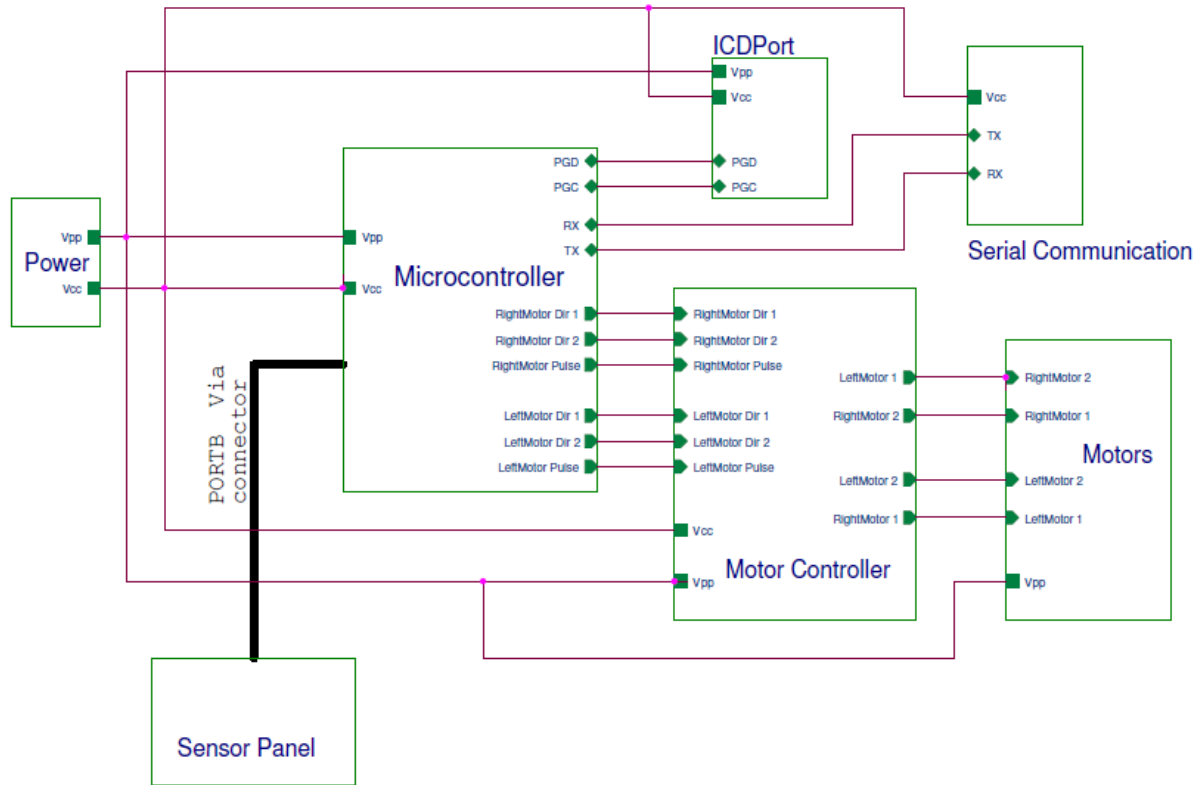 ICDPort
Vpp
Vcc
PGD
PGC
Vcc
TX
RX
Serial Communication
Vpp
Power
Vcc
PGD
PGC
RX
TX
Vpp
Vcc
Microcontroller
RightMotor Dir 1
RightMotor Dir 2
RightMotor Pulse
LeftMotor Dir 1
LeftMotor Dir 2
LeftMotor Pulse
PORTB Via
connector
RightMotor Dir 1
RightMotor Dir 2
RightMotor Pulse
LeftMotor Dir 1
LeftMotor Dir 2
LeftMotor Pulse
LeftMotor 1
RightMotor 2
LeftMotor 2
RightMotor 1
Vcc
Motor Controller
Vpp
RightMotor 2
RightMotor 1
Motors
LeftMotor 2
LeftMotor 1
Vpp
Sensor Panel